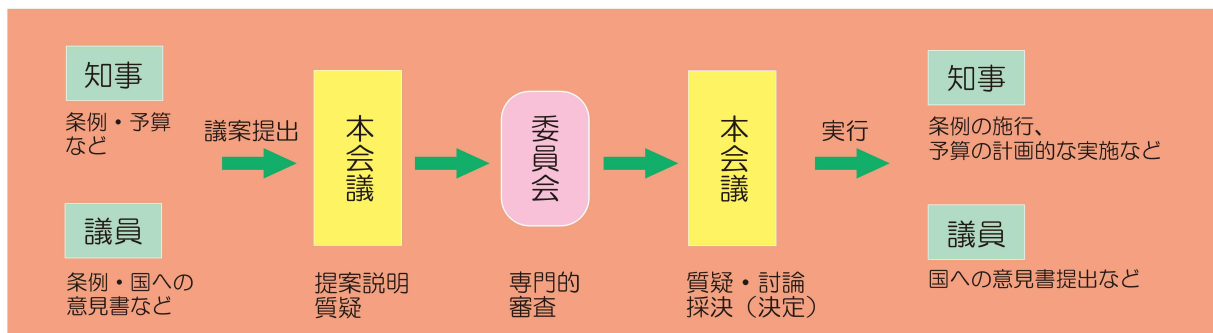 知事
条例・予算
など
議員
条例・国への
意見書など
議案提出
本会議
提案説明
質疑
委員会
専門的
審査
本会議
質疑・討論
採決（決定）
実行
知事
条例の施行、
予算の計画的な実施など
議員
国への意見書提出など